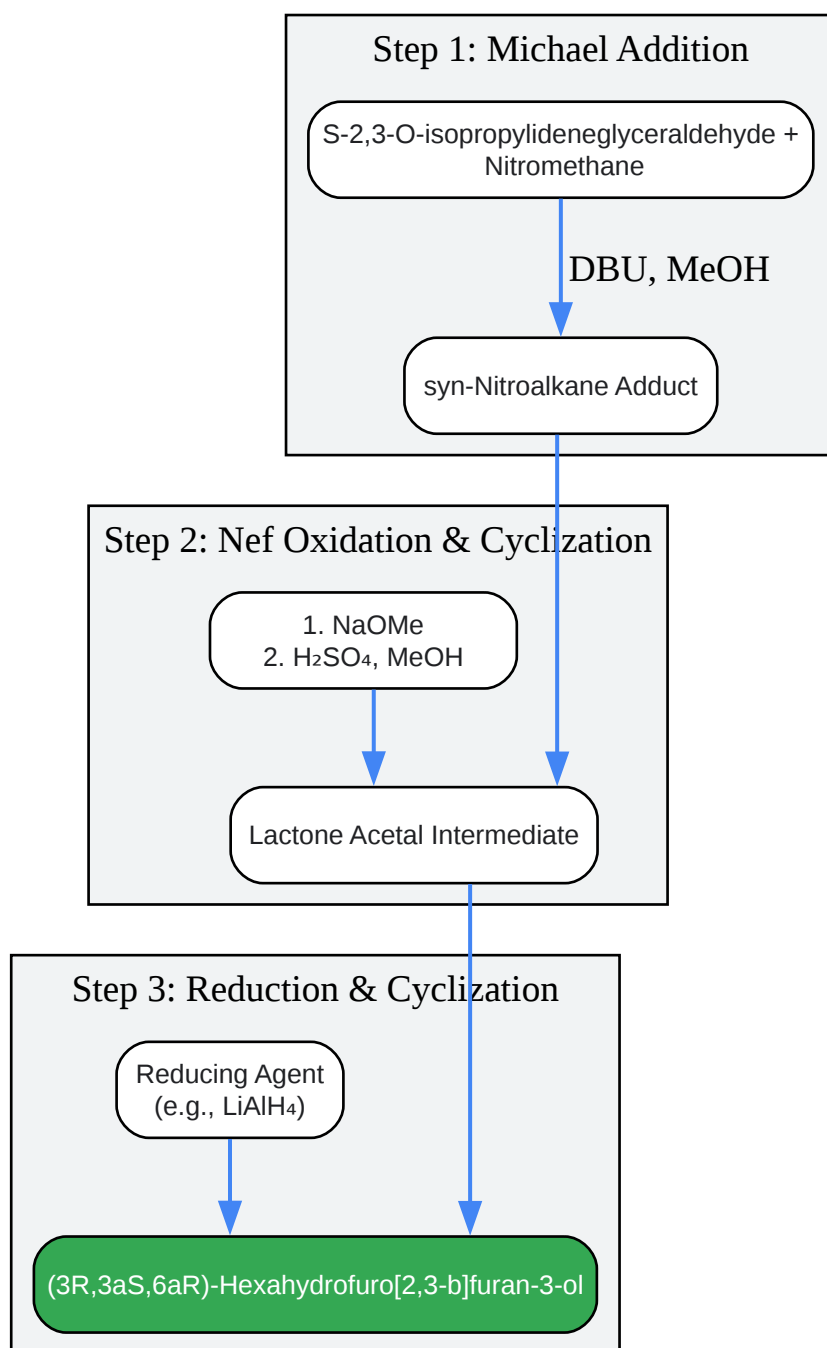 Step 1: Michael Addition
S-2,3-O-isopropylideneglyceraldehyde +
Nitromethane
DBU, MeOH
syn-Nitroalkane Adduct
Step 2: Nef Oxidation & Cyclization
1. NaOMe
2. H₂SO₄, MeOH
Lactone Acetal Intermediate
Step 3: Reduction & Cyclization
Reducing Agent
(e.g., LiAlH₄)
(3R,3aS,6aR)-Hexahydrofuro[2,3-b]furan-3-ol